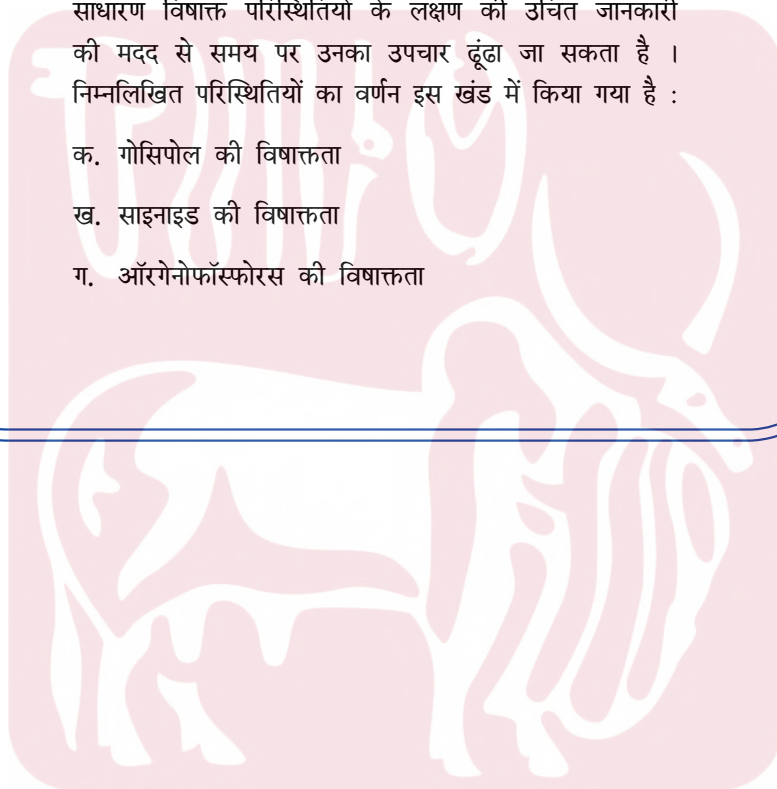 साधारण विषाक्त परिस्थितियों के लक्षण की उचित जानकारी
की मदद से समय पर उनका उपचार ढूंढा जा सकता है ।
निम्नलिखित परिस्थितियों का वर्णन इस खंड में किया गया है :
क. गोसिपोल की विषाक्तता
ख. साइनाइड की विषाक्तता
ग. ऑरगेनोफॉस्फोरस की विषाक्तता